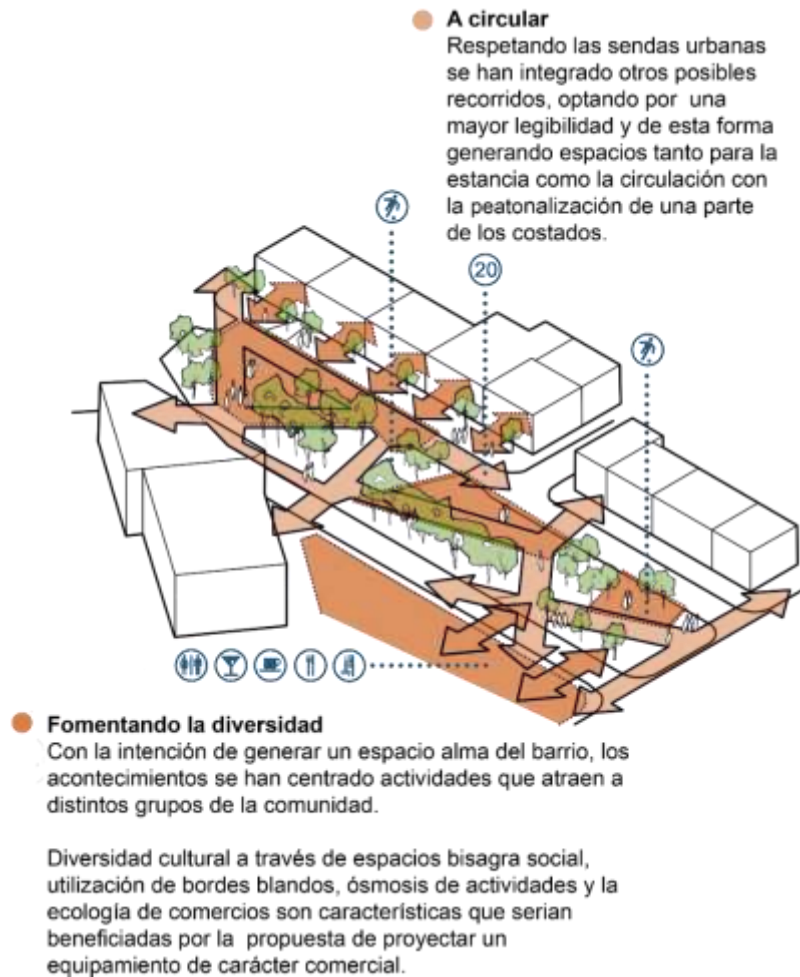 A circular
Respetando las sendas urbanas
se han integrado otros posibles
recorridos, optando por una
mayor legibilidad y de esta forma
generando espacios tanto para la
estancia como la circulación con
la peatonalización de una parte
de los costados.
20
Fomentando la diversidad
Con la intención de generar un espacio alma del barrio, los
acontecimientos se han centrado actividades que atraen a
distintos grupos de la comunidad.
Diversidad cultural a través de espacios bisagra social,
utilización de bordes blandos, ósmosis de actividades y la
ecología de comercios son características que serian
beneficiadas por la propuesta de proyectar un
equipamiento de carácter comercial.